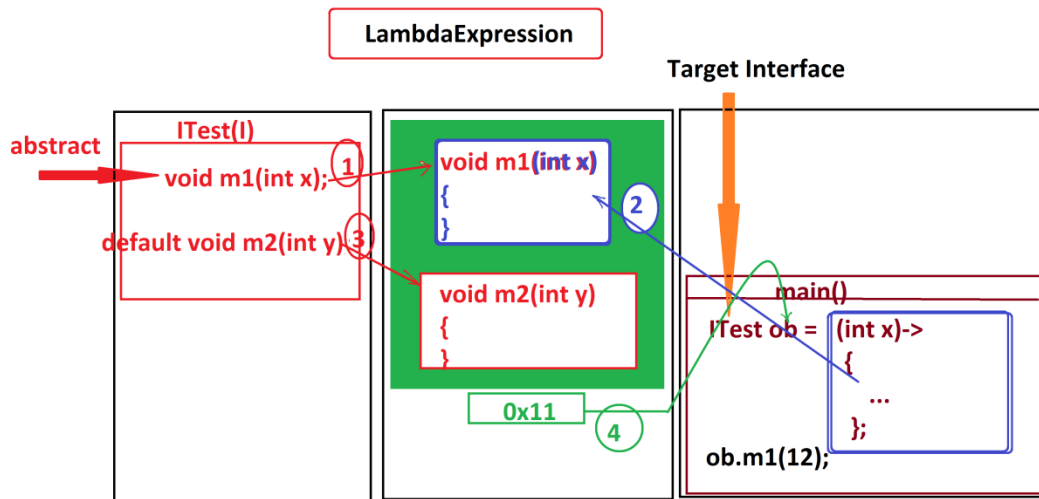 LambdaExpression
Target Interface
abstract
ITest(I)
void m1(int x);
1
default void m2(int y)
3
void m1(int x)
{
}
2
void m2(int y)
{
}
0x11
4
main()
ITest ob = (int x)->
{
...
};
ob.m1(12);